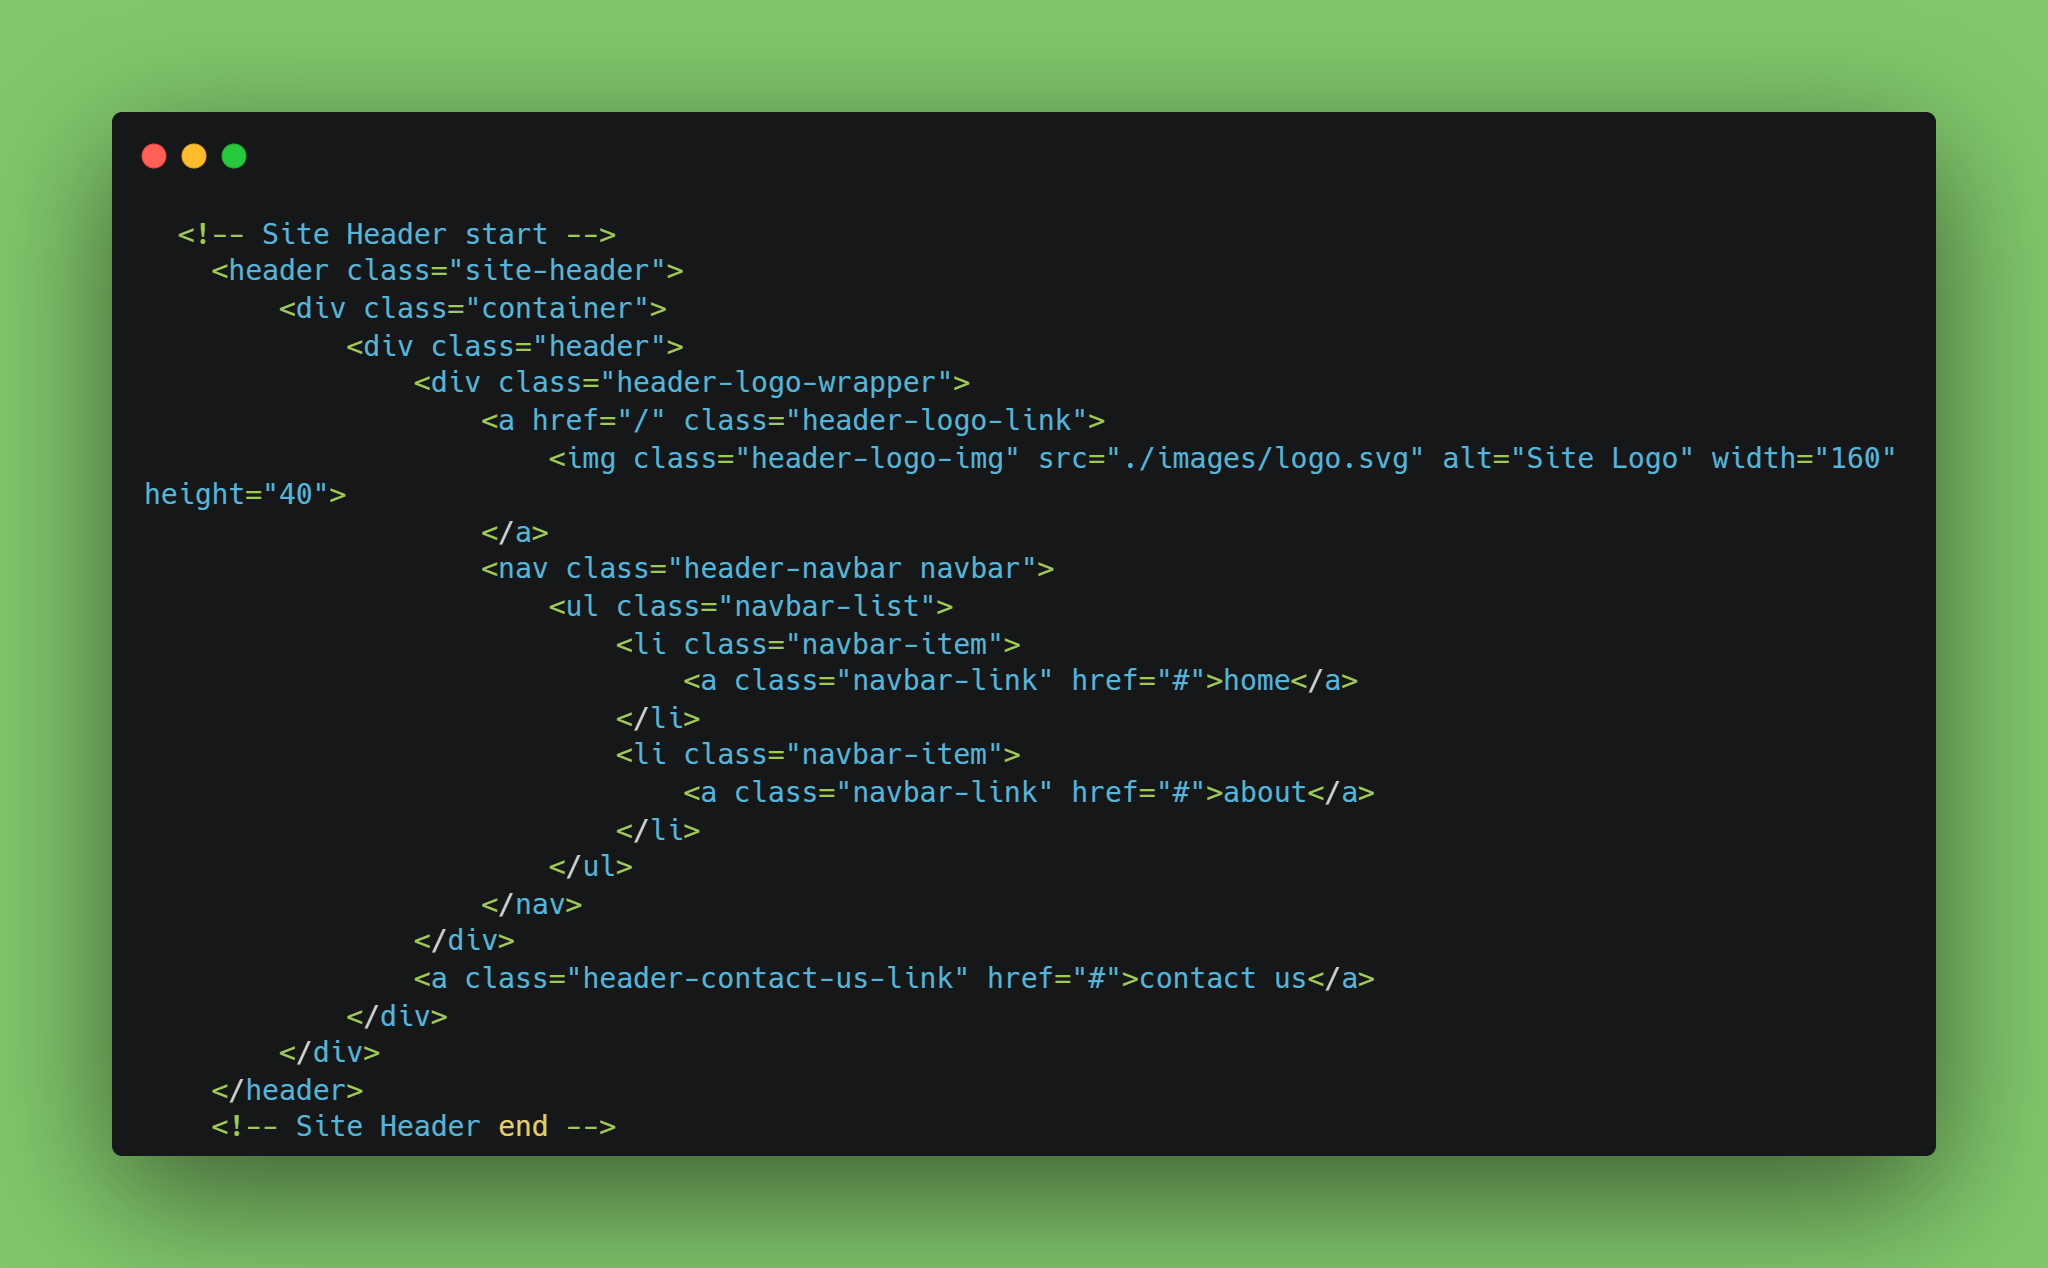 <!-- Site Header start -->
<header class="site-header">
<div class="container">
<div class="header">
<div class="header-logo-wrapper">
<a href="/" class="header-logo-link">
<img class="header-logo-img" src="./images/logo.svg" alt="Site Logo" width="160"
height="40">
</a>
<nav class="header-navbar navbar">
<ul class="navbar-list">
<li class="navbar-item">
<a class="navbar-link" href="#">home</a>
</li>
<li class="navbar-item">
<a class="navbar-link" href="#">about</a>
</li>
</ul>
</nav>
</div>
<a class="header-contact-us-link" href="#">contact us</a>
</div>
</div>
</header>
<!-- Site Header end -->